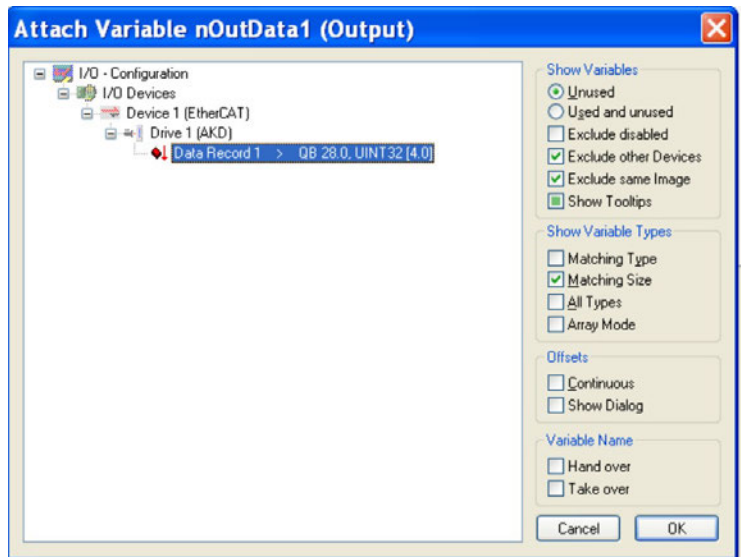 Attach Variable nOutData1 (Output)
I/O - Configuration
I/O Devices
Device 1 (EtherCAT)
Drive 1 (AKD)
Data Record 1 > QB 28.0, UINT32 [4.0]
Show Variables
Unused
Used and unused
Exclude disabled
Exclude other Devices
Exclude same Image
Show Tooltips
Show Variable Types
Matching Type
Matching Size
All Types
Array Mode
Offsets
Continuous
Show Dialog
Variable Name
Hand over
Take over
Cancel OK